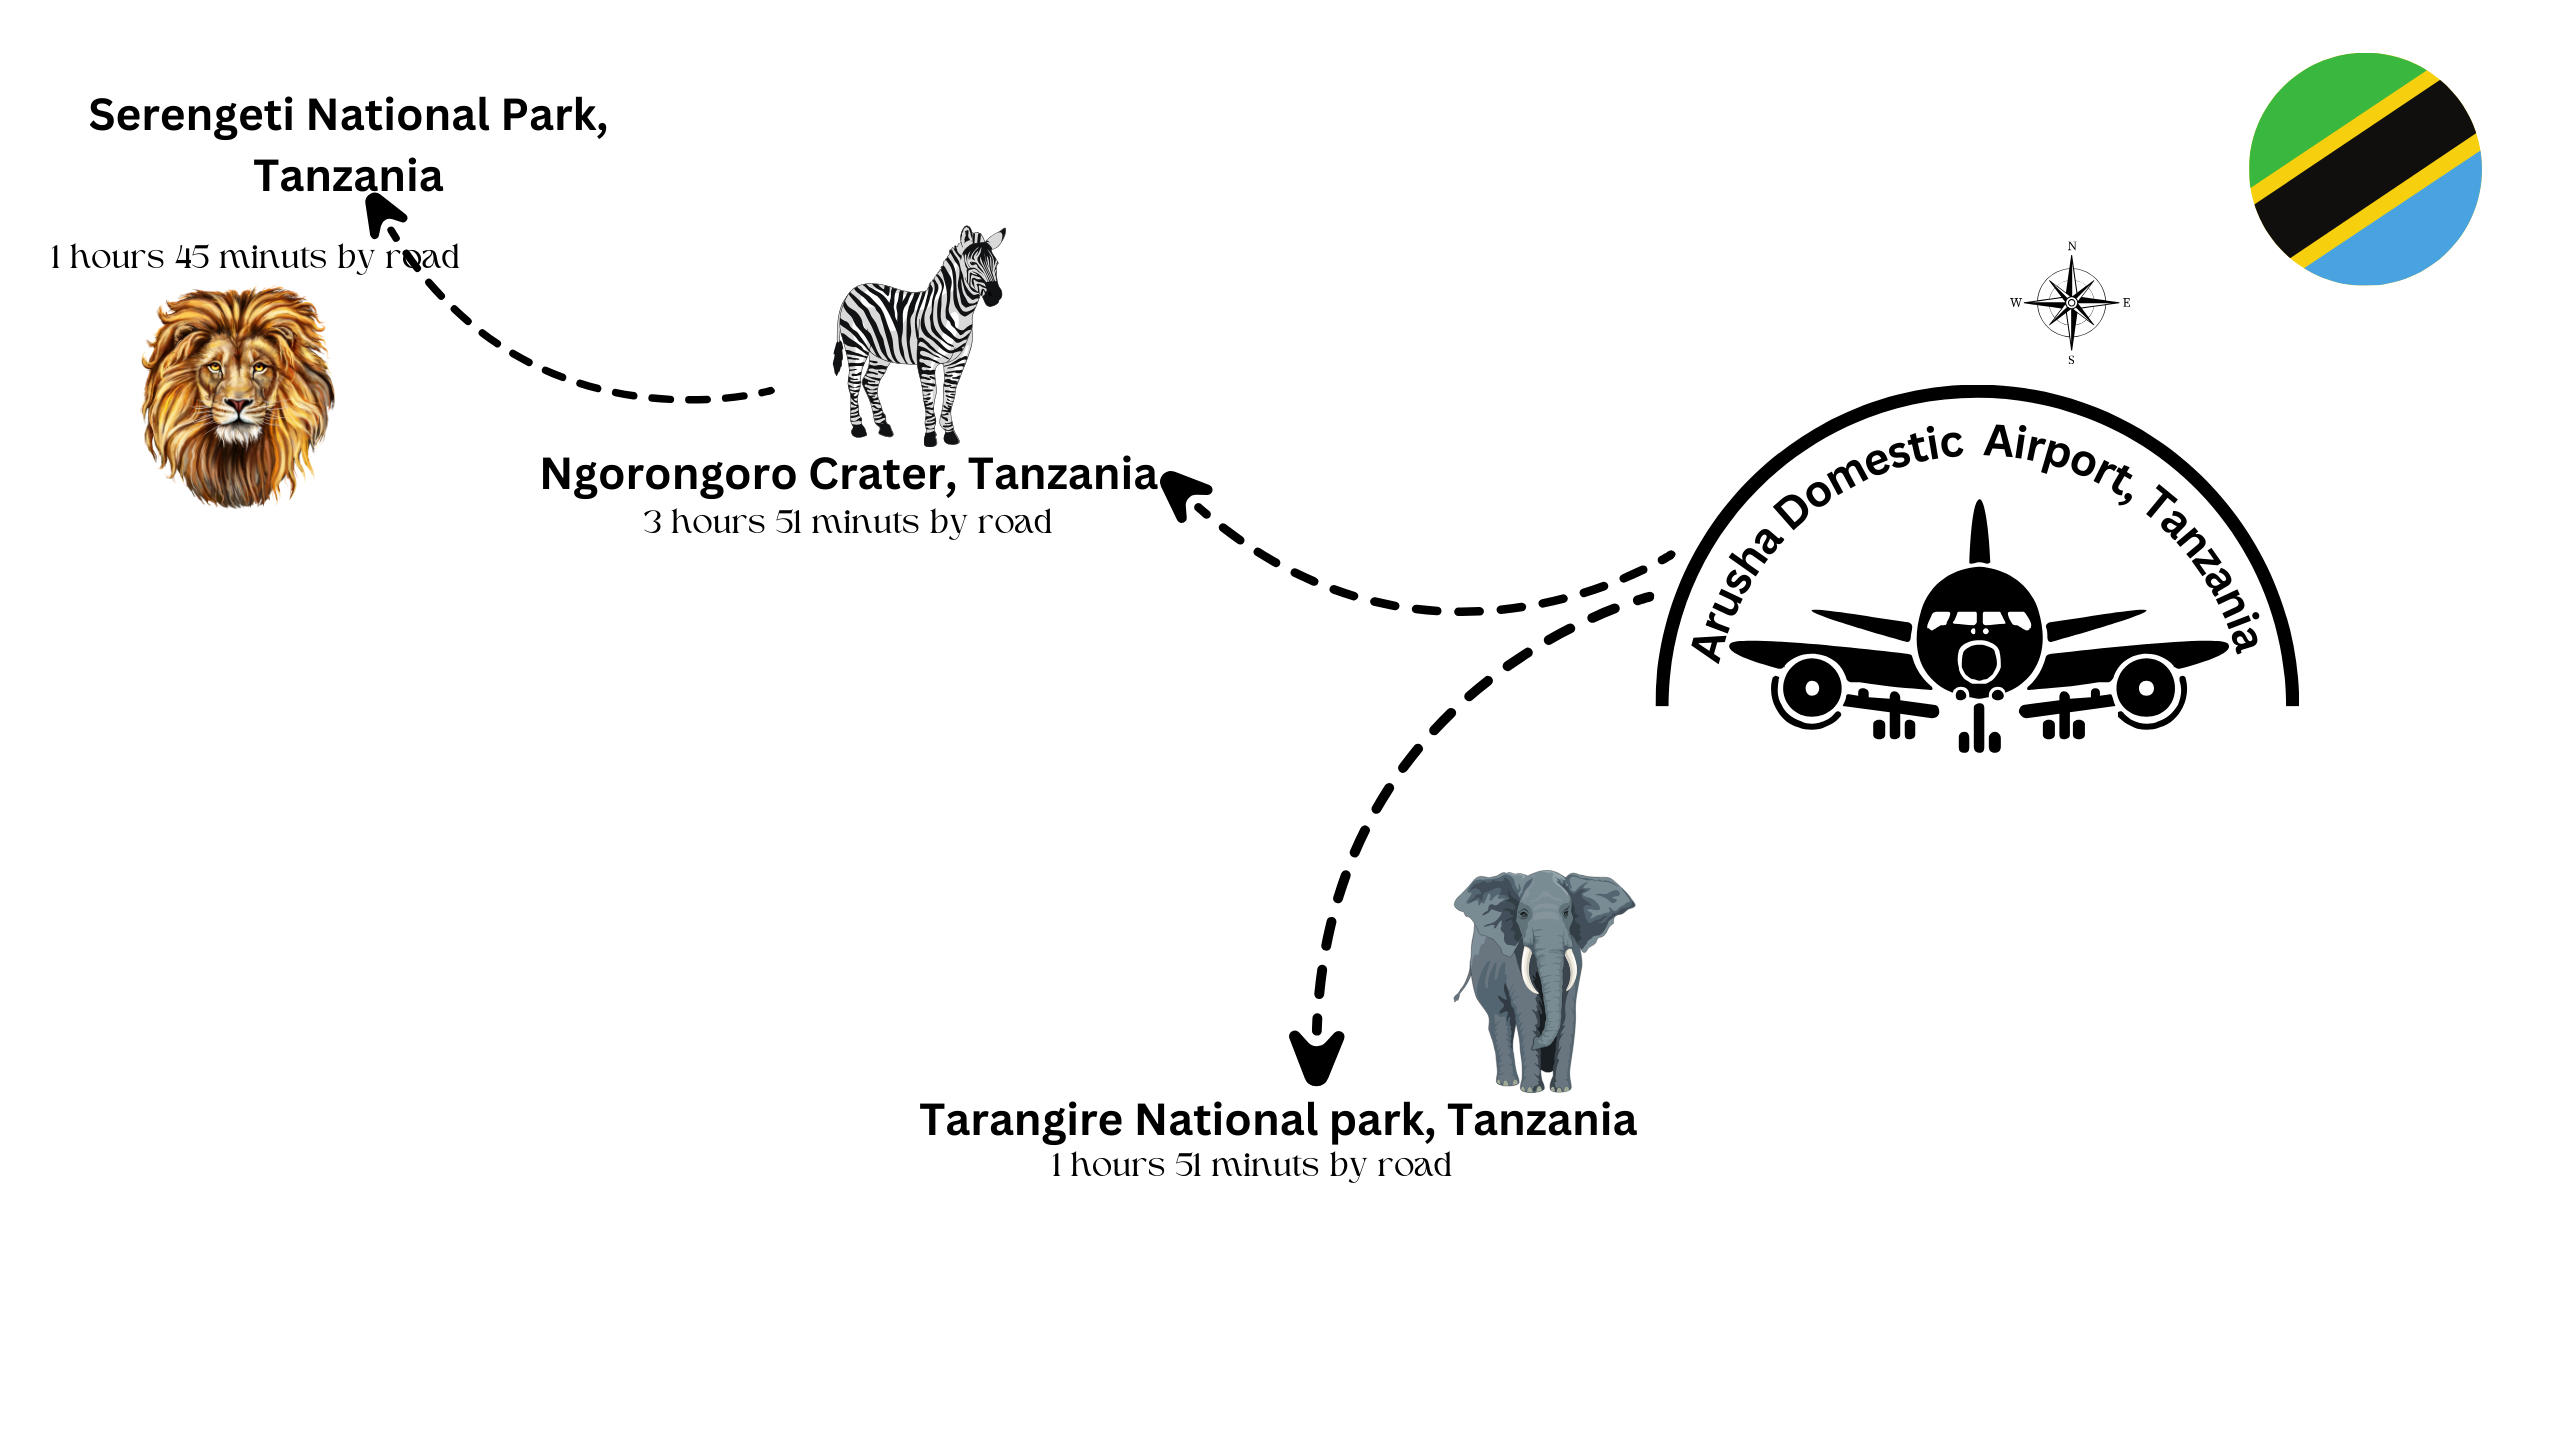 Serengeti National Park,
Tanzania
1 hours 45 minuts by road
Ngorongoro Crater, Tanzania
3 hours 51 minuts by road
N
W
E
S
Arusha Domestic Airport, Tanzania
Tarangire National park, Tanzania
1 hours 51 minuts by road